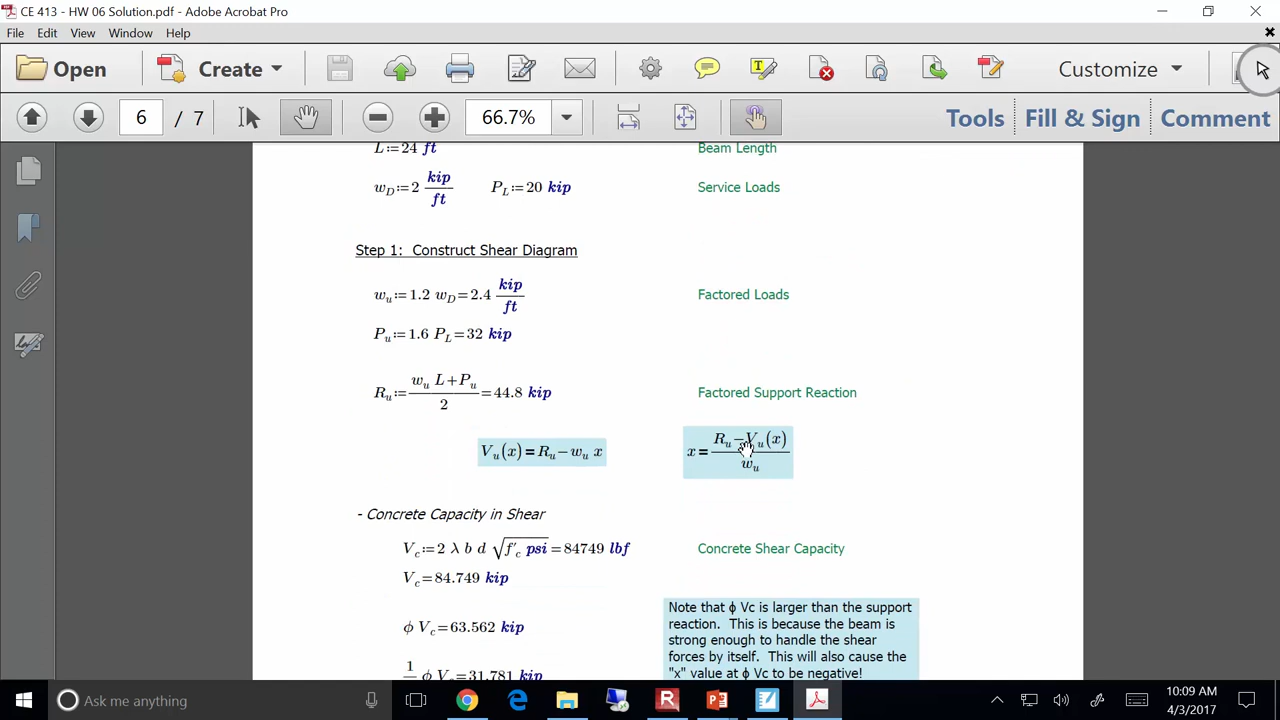 CE 413 - HW 06 Solution.pdf - Adobe Acrobat Pro
File Edit View Window Help
Open Create Customize
6 / 7 66.7% Tools Fill & Sign Comment
L:=24 ft Beam Length
w_D:=2 kip/ft P_L:=20 kip Service Loads
Step 1: Construct Shear Diagram
w_u:=1.2 w_D=2.4 kip/ft Factored Loads
P_u:=1.6 P_L=32 kip
R_u:=(w_u L+P_u)/2=44.8 kip Factored Support Reaction
V_u(x)=R_u-w_u x x=(R_u-V_u(x))/w_u
- Concrete Capacity in Shear
V_c:=2 λ b d √(f'_c psi)=84749 lbf Concrete Shear Capacity
V_c=84.749 kip
ϕ V_c=63.562 kip
Note that ϕ Vc is larger than the support
reaction. This is because the beam is
strong enough to handle the shear
forces by itself. This will also cause the
"x" value at ϕ Vc to be negative!
1 ϕ V =31.781 kip
Ask me anything
10:09 AM
4/3/2017